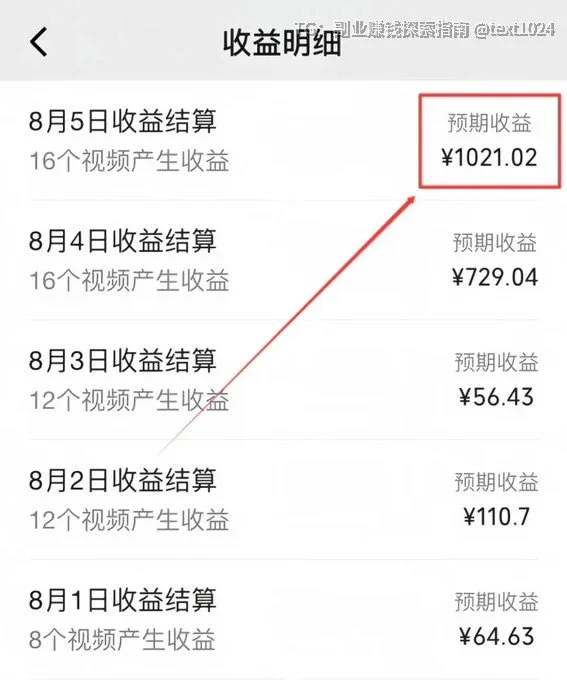 TG：副业赚钱探索指南 @text1024
收益明细
8月5日收益结算
预期收益
16个视频产生收益
¥1021.02
8月4日收益结算
预期收益
16个视频产生收益
¥729.04
8月3日收益结算
预期收益
12个视频产生收益
¥56.43
8月2日收益结算
预期收益
12个视频产生收益
¥110.7
8月1日收益结算
预期收益
8个视频产生收益
¥64.63